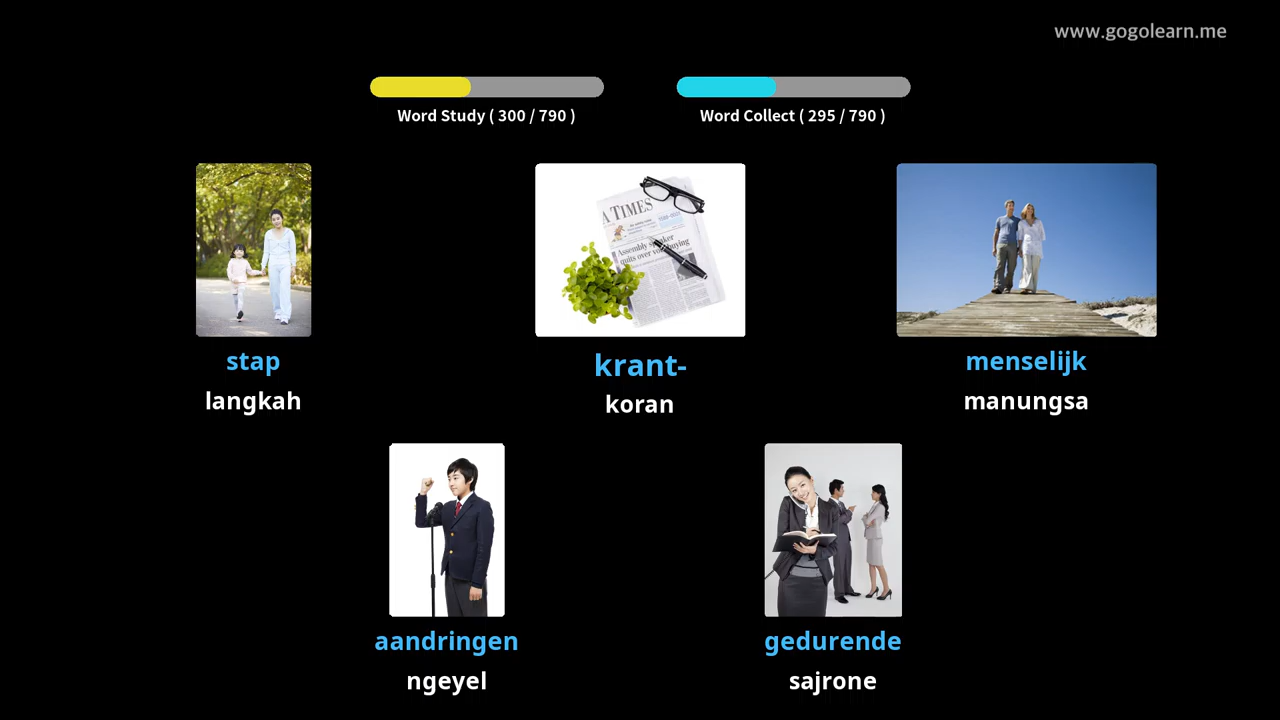 www.gogolearn.me
Word Study ( 300 / 790 )
Word Collect ( 295 / 790 )
A TIMES
stap
krant-
menselijk
langkah
koran
manungsa
aandringen
gedurende
ngeyel
sajrone